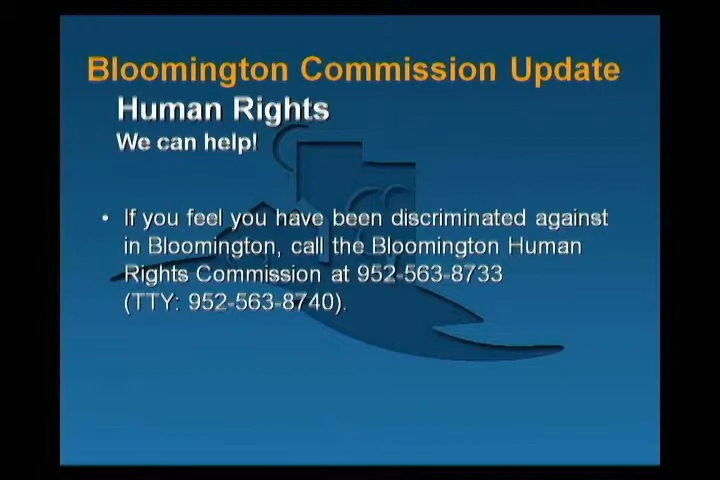 Bloomington Commission Update
Human Rights
We can help!
• If you feel you have been discriminated against
in Bloomington, call the Bloomington Human
Rights Commission at 952-563-8733
(TTY: 952-563-8740).